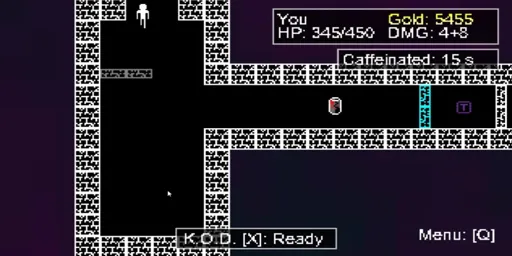 You Gold: 5455
HP: 345/450 DMG: 4+8
Caffeinated: 15 s
T
K.O.D. [X]: Ready
Menu: [Q]